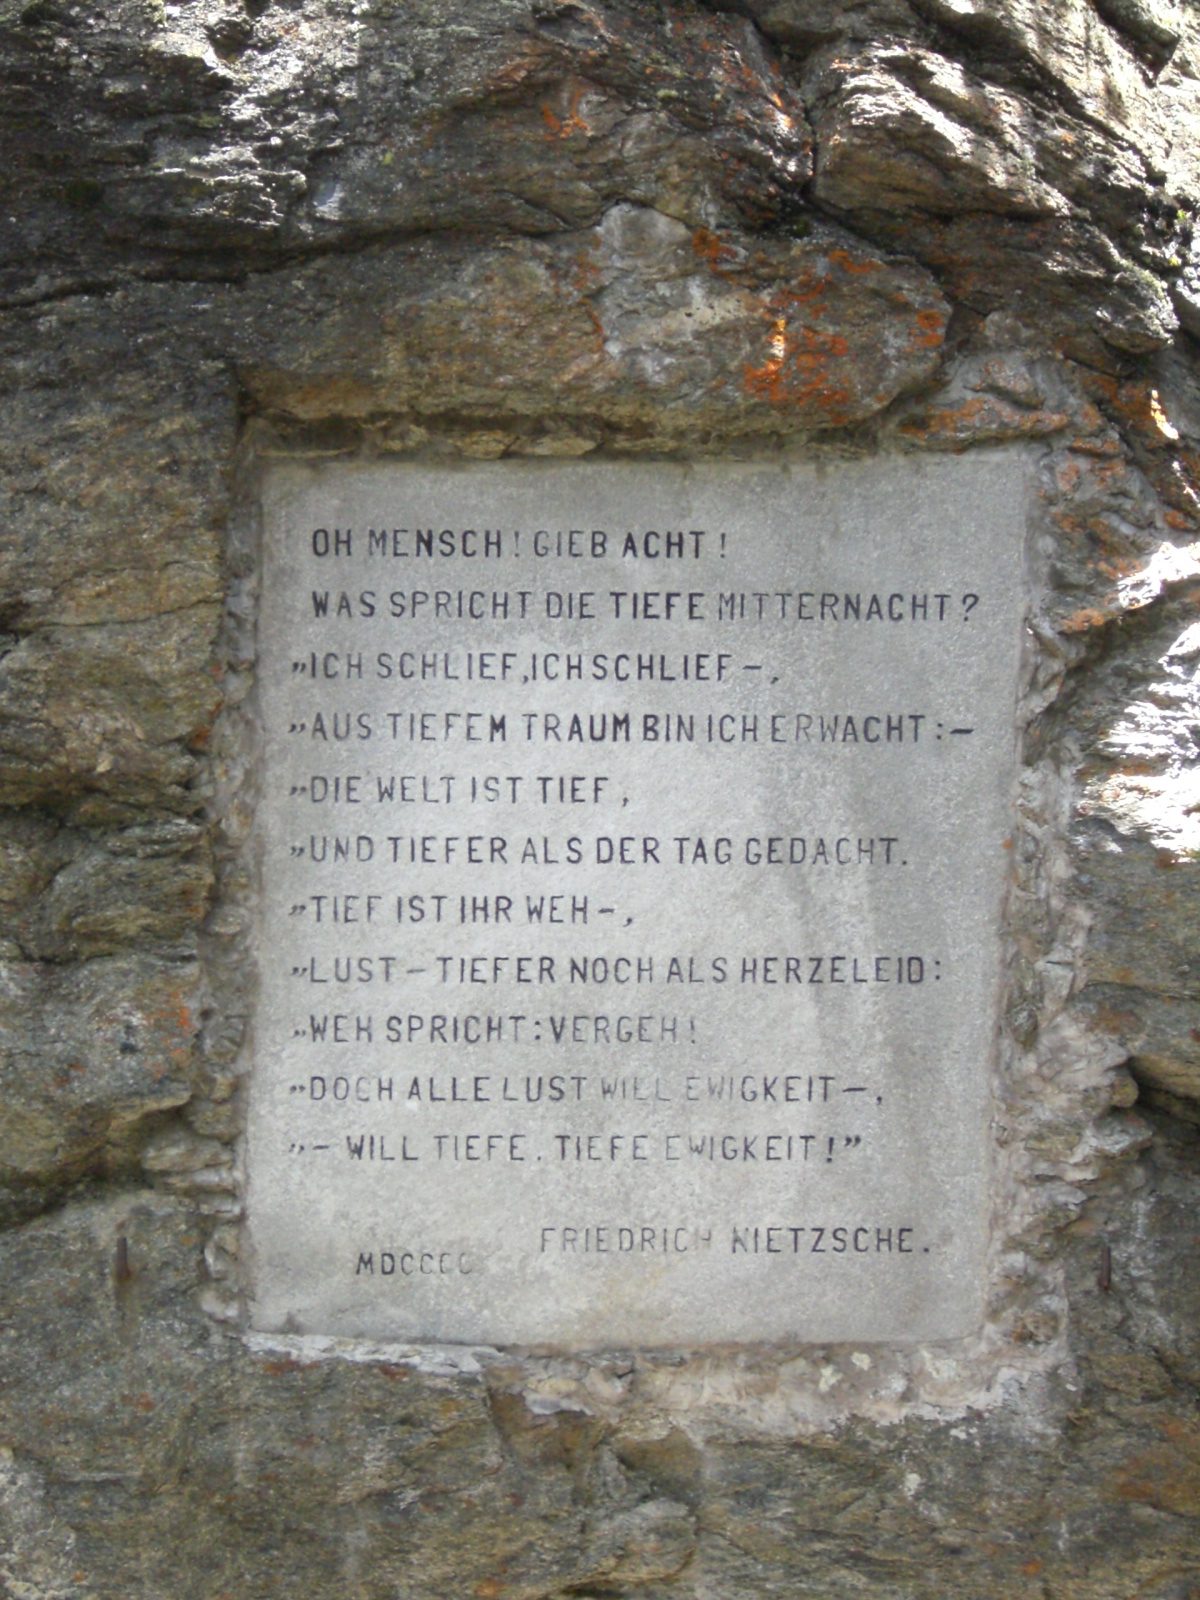 OH MENSCH! GIEB ACHT!
WAS SPRICHT DIE TIEFE MITTERNACHT?
„ICH SCHLIEF, ICH SCHLIEF –,
„AUS TIEFEM TRAUM BIN ICH ERWACHT: –
„DIE WELT IST TIEF,
„UND TIEFER ALS DER TAG GEDACHT.
„TIEF IST IHR WEH –,
„LUST – TIEFER NOCH ALS HERZELEID:
„WEH SPRICHT: VERGEH!
„DOCH ALLE LUST WILL EWIGKEIT –,
„– WILL TIEFE, TIEFE EWIGKEIT!”
FRIEDRICH NIETZSCHE.
MDCCCC